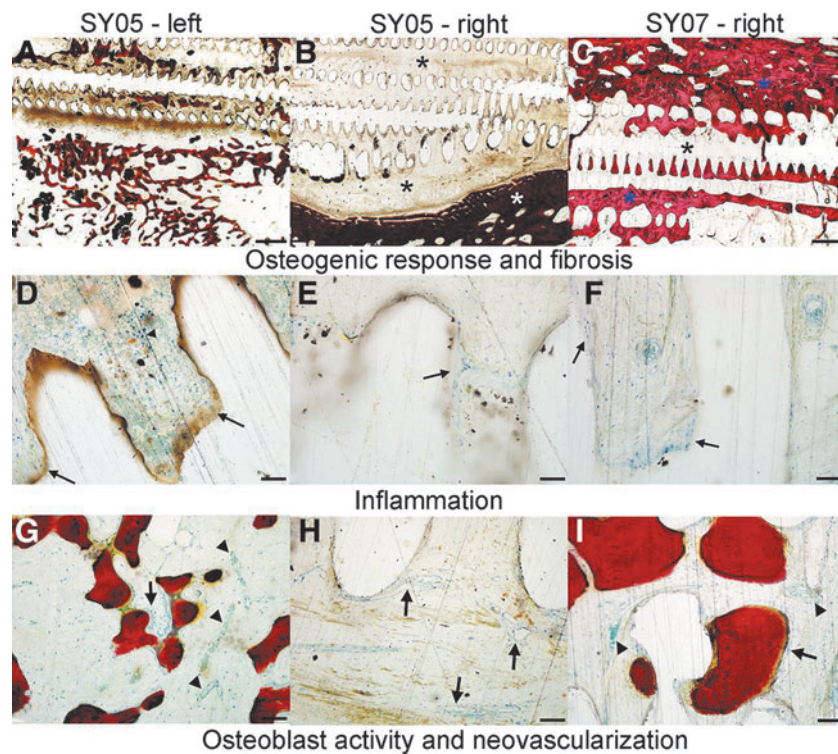 SY05 - left SY05 - right SY07 - right
A B C
Osteogenic response and fibrosis
D E F
Inflammation
G H I
Osteoblast activity and neovascularization